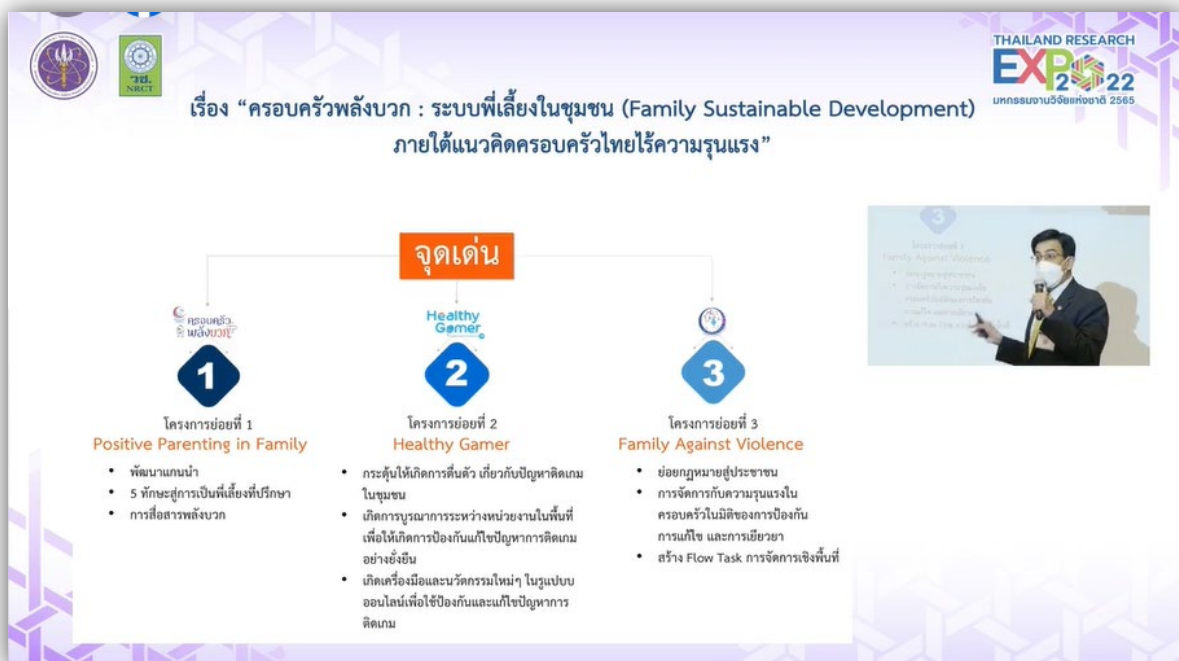 วช.
NRCT
THAILAND RESEARCH
EXPO 2022
มหกรรมงานวิจัยแห่งชาติ 2565
เรื่อง “ครอบครัวพลังบวก : ระบบพี่เลี้ยงในชุมชน (Family Sustainable Development)
ภายใต้แนวคิดครอบครัวไทยไร้ความรุนแรง”
จุดเด่น
ครอบครัว
พลังบวก
1
โครงการย่อยที่ 1
Positive Parenting in Family
• พัฒนาแกนนำ
• 5 ทักษะสู่การเป็นพี่เลี้ยงที่ปรึกษา
• การสื่อสารพลังบวก
Healthy
Gamer
2
โครงการย่อยที่ 2
Healthy Gamer
• กระตุ้นให้เกิดการตื่นตัว เกี่ยวกับปัญหาติดเกม
ในชุมชน
• เกิดการบูรณาการระหว่างหน่วยงานในพื้นที่
เพื่อให้เกิดการป้องกันแก้ไขปัญหาการติดเกม
อย่างยั่งยืน
• เกิดเครื่องมือและนวัตกรรมใหม่ๆ ในรูปแบบ
ออนไลน์เพื่อใช้ป้องกันและแก้ไขปัญหาการ
ติดเกม
3
โครงการย่อยที่ 3
Family Against Violence
• ย่อยกฎหมายสู่ประชาชน
• การจัดการกับความรุนแรงใน
ครอบครัวในมิติของการป้องกัน
การแก้ไข และการเยียวยา
• สร้าง Flow Task การจัดการเชิงพื้นที่
3
โครงการย่อยที่ 3
Family Against Violence